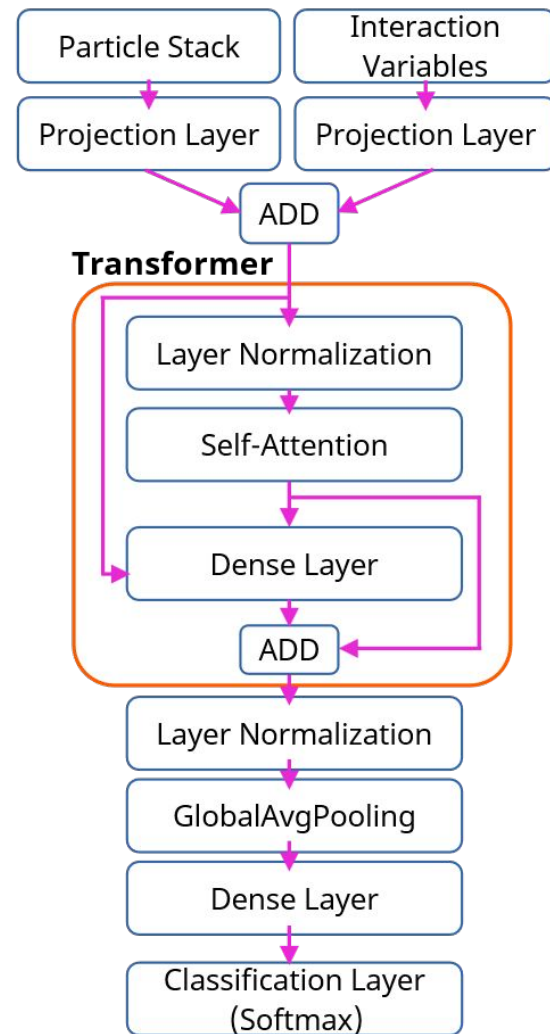 Particle Stack
Interaction
Variables
Projection Layer
Projection Layer
ADD
Transformer
Layer Normalization
Self-Attention
Dense Layer
ADD
Layer Normalization
GlobalAvgPooling
Dense Layer
Classification Layer
(Softmax)